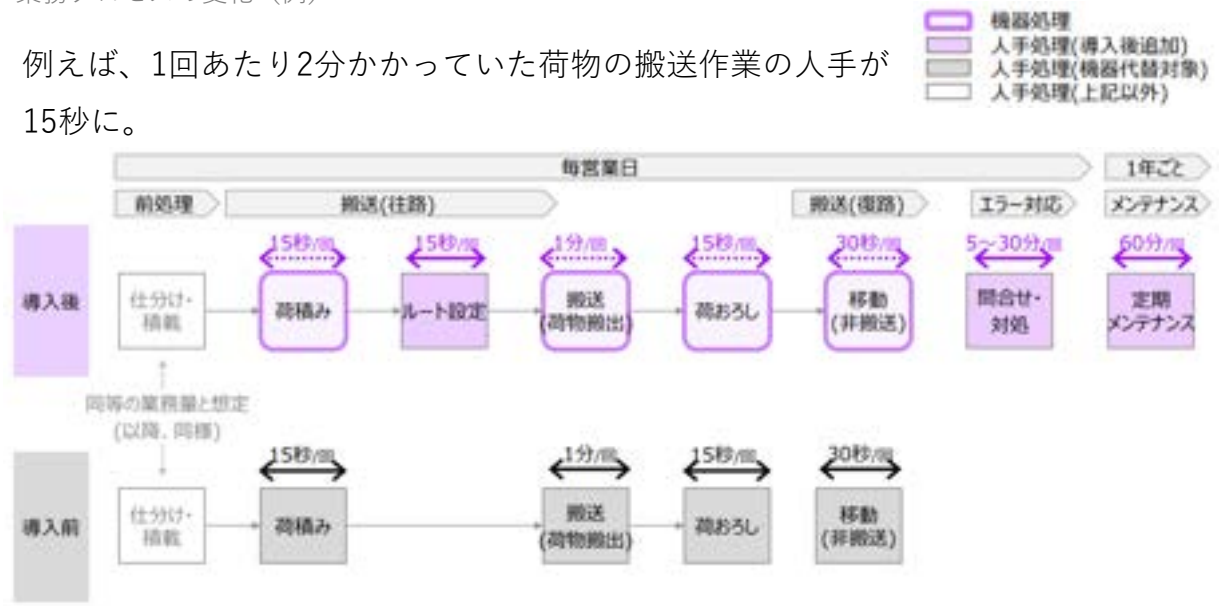 業務プロセスの変化（例）
機器処理
人手処理(導入後追加)
人手処理(機器代替対象)
人手処理(上記以外)
例えば、1回あたり2分かかっていた荷物の搬送作業の人手が
15秒に。
毎営業日
1年ごと
前処理
搬送(往路)
搬送(復路)
エラー対応
メンテナンス
15秒/回
15秒/回
1分/回
15秒/回
30秒/回
5～30分/回
60分/回
導入後
仕分け・
積載
荷積み
ルート設定
搬送
(荷物搬出)
荷おろし
移動
(非搬送)
問合せ・
対処
定期
メンテナンス
同等の業務量と想定
(以降、同様)
15秒/回
1分/回
15秒/回
30秒/回
導入前
仕分け・
積載
荷積み
搬送
(荷物搬出)
荷おろし
移動
(非搬送)